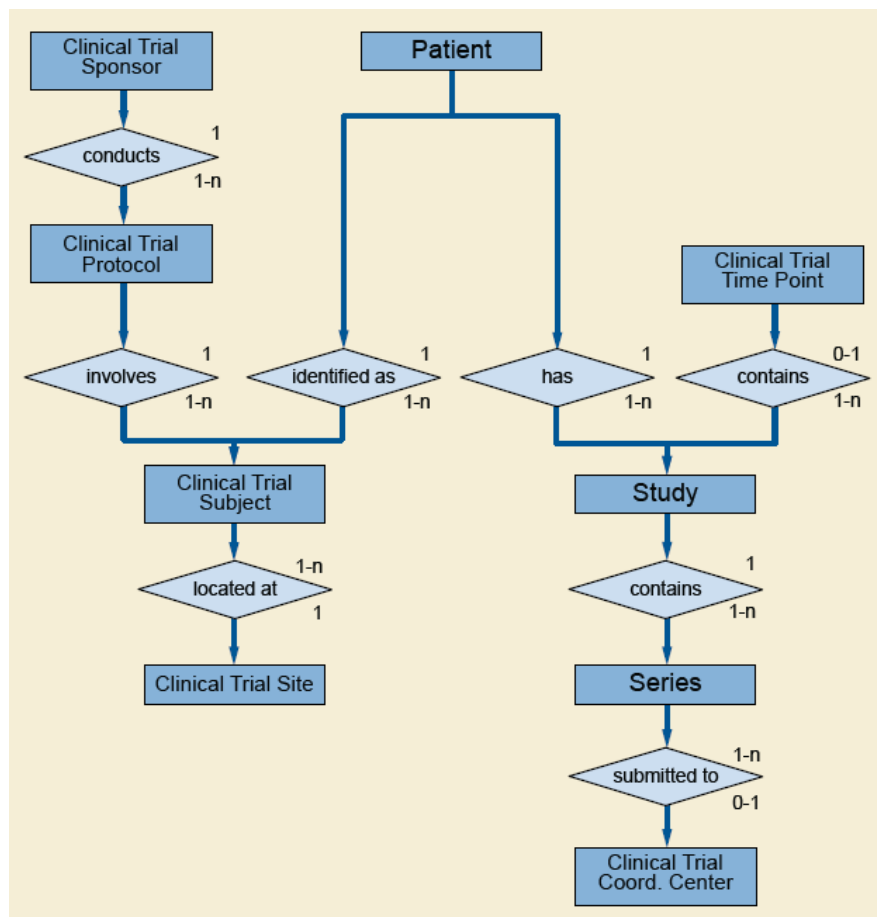 Clinical Trial
Sponsor
Patient
1
conducts
1-n
Clinical Trial
Protocol
Clinical Trial
Time Point
1
involves
1-n
1
identified as
1-n
1
has
1-n
0-1
contains
1-n
Clinical Trial
Subject
Study
1-n
located at
1
1
contains
1-n
Clinical Trial Site
Series
1-n
submitted to
0-1
Clinical Trial
Coord. Center